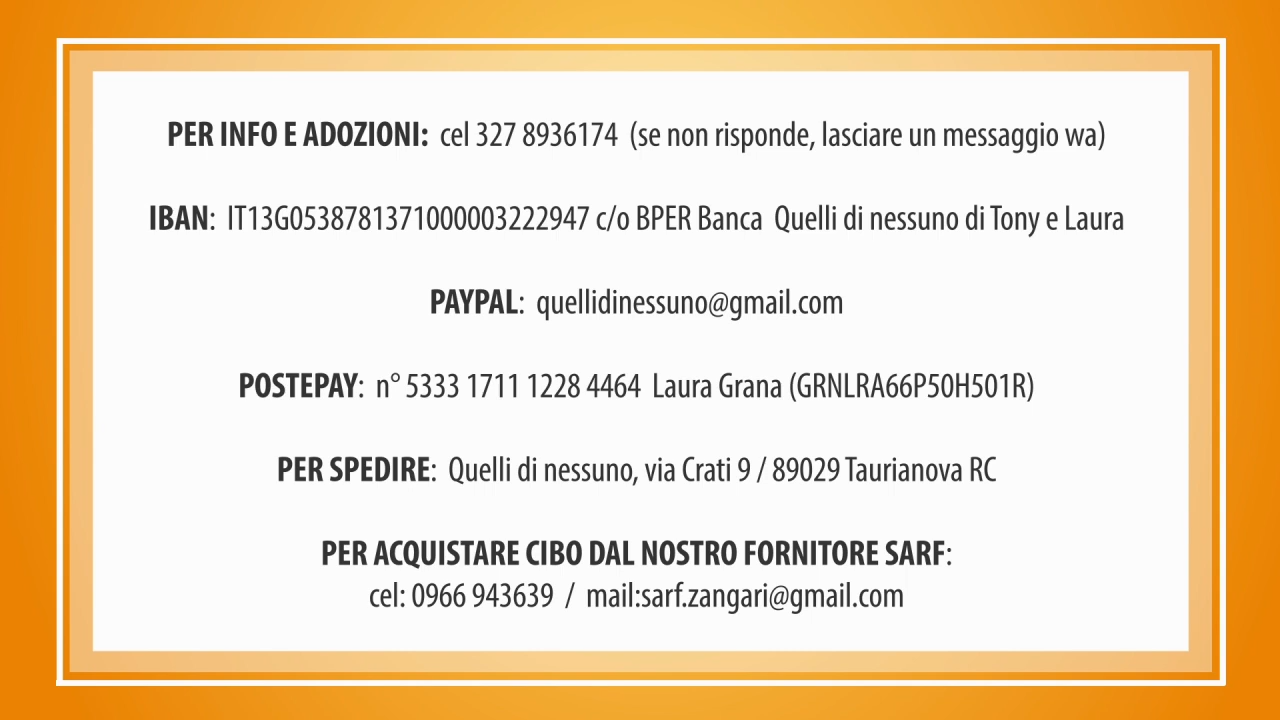 PER INFO E ADOZIONI: cel 327 8936174 (se non risponde, lasciare un messaggio wa)
IBAN: IT13G0538781371000003222947 c/o BPER Banca Quelli di nessuno di Tony e Laura
PAYPAL: quellidinessuno@gmail.com
POSTEPAY: n° 5333 1711 1228 4464 Laura Grana (GRNLRA66P50H501R)
PER SPEDIRE: Quelli di nessuno, via Crati 9 / 89029 Taurianova RC
PER ACQUISTARE CIBO DAL NOSTRO FORNITORE SARF:
cel: 0966 943639 / mail:sarf.zangari@gmail.com